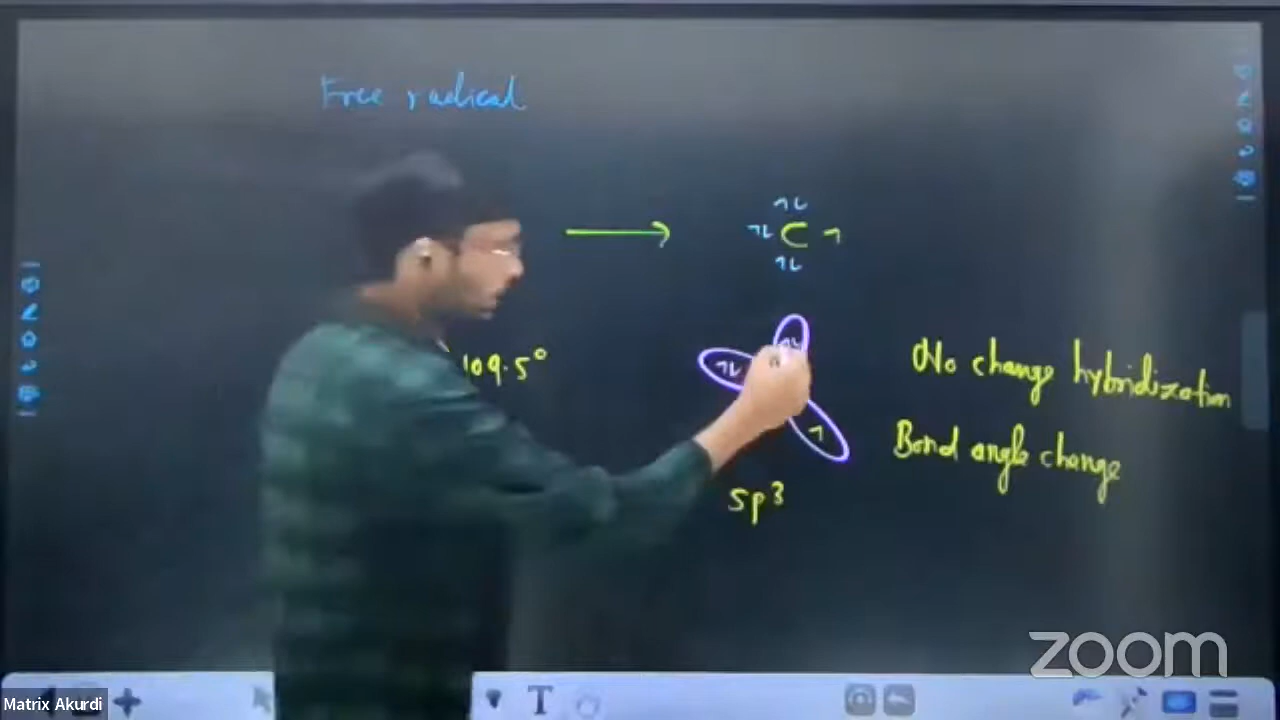 Free radical
C
109.5°
No change hybridization
Bond angle change
sp3
zoom
T
Matrix Akurdi